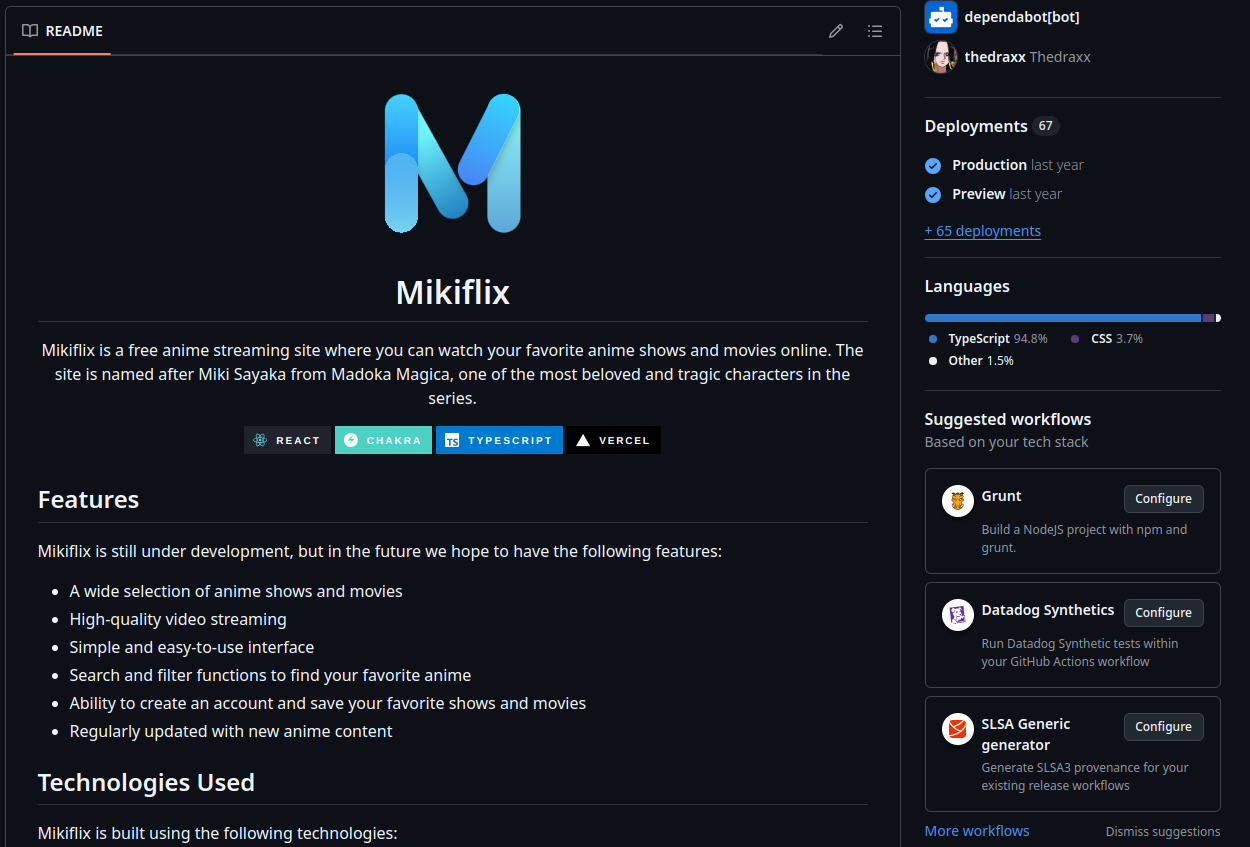 README
Mikiflix
Mikiflix is a free anime streaming site where you can watch your favorite anime shows and movies online. The
site is named after Miki Sayaka from Madoka Magica, one of the most beloved and tragic characters in the
series.
REACT
CHAKRA
TS TYPESCRIPT
VERCEL
Features
Mikiflix is still under development, but in the future we hope to have the following features:
A wide selection of anime shows and movies
High-quality video streaming
Simple and easy-to-use interface
Search and filter functions to find your favorite anime
Ability to create an account and save your favorite shows and movies
Regularly updated with new anime content
Technologies Used
Mikiflix is built using the following technologies:
dependabot[bot]
thedraxx Thedraxx
Deployments 67
Production last year
Preview last year
+ 65 deployments
Languages
TypeScript 94.8% CSS 3.7%
Other 1.5%
Suggested workflows
Based on your tech stack
Grunt
Configure
Build a NodeJS project with npm and
grunt.
Datadog Synthetics
Configure
Run Datadog Synthetic tests within
your GitHub Actions workflow
SLSA Generic
generator
Configure
Generate SLSA3 provenance for your
existing release workflows
More workflows
Dismiss suggestions